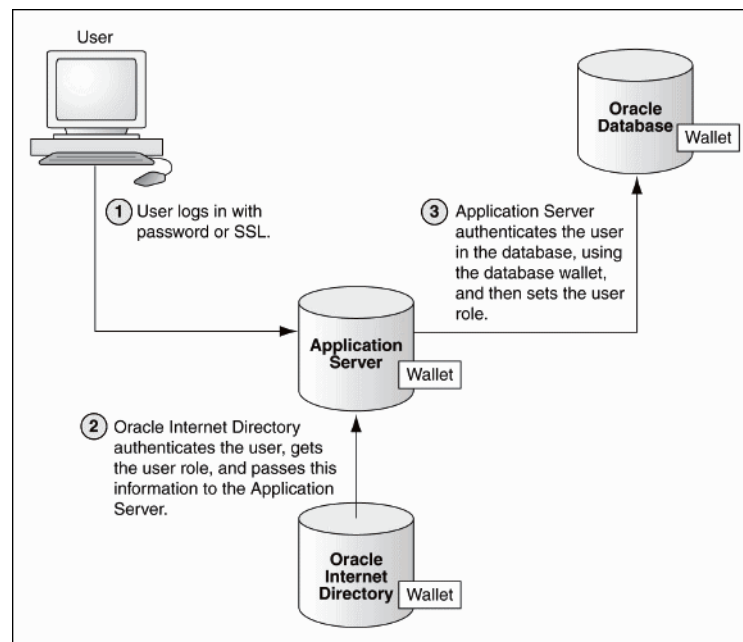 User
Oracle
Database
Wallet
1 User logs in with
password or SSL.
3 Application Server
authenticates the user
in the database, using
the database wallet,
and then sets the user
role.
Application
Server
Wallet
2 Oracle Internet Directory
authenticates the user, gets
the user role, and passes this
information to the Application
Server.
Oracle
Internet
Directory
Wallet